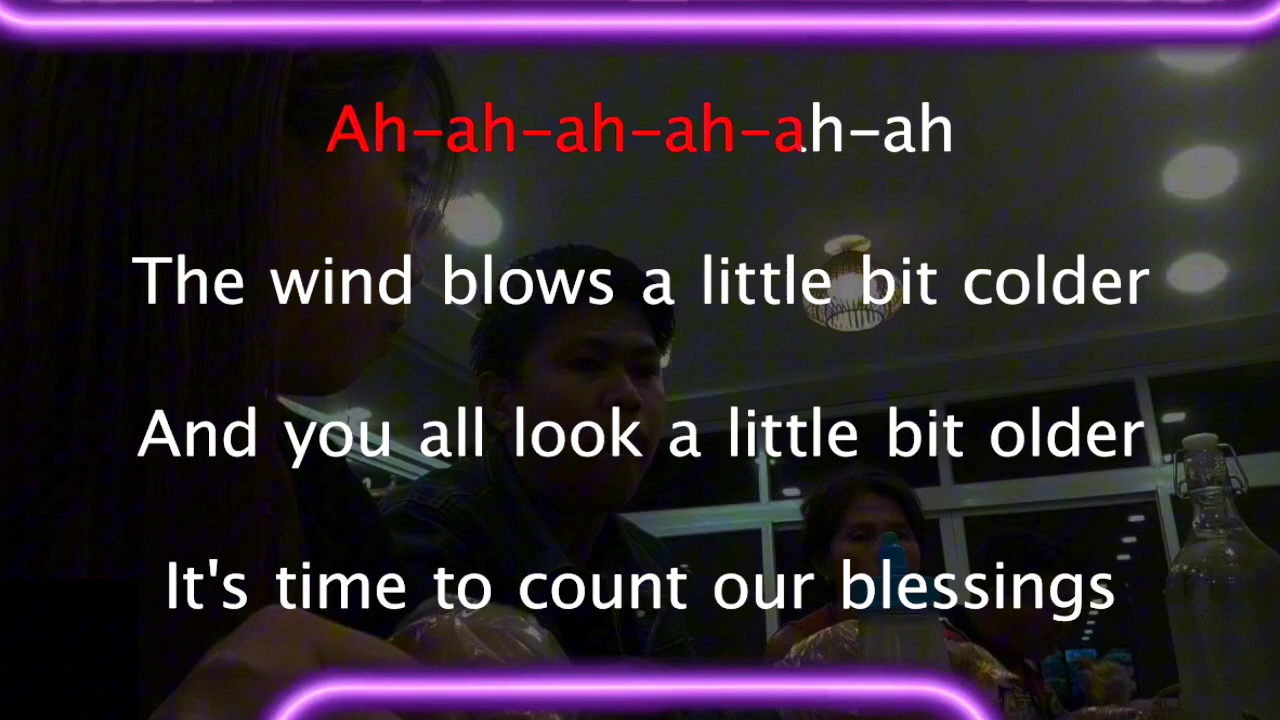 Ah-ah-ah-ah-ah-ah
The wind blows a little bit colder
And you all look a little bit older
It's time to count our blessings